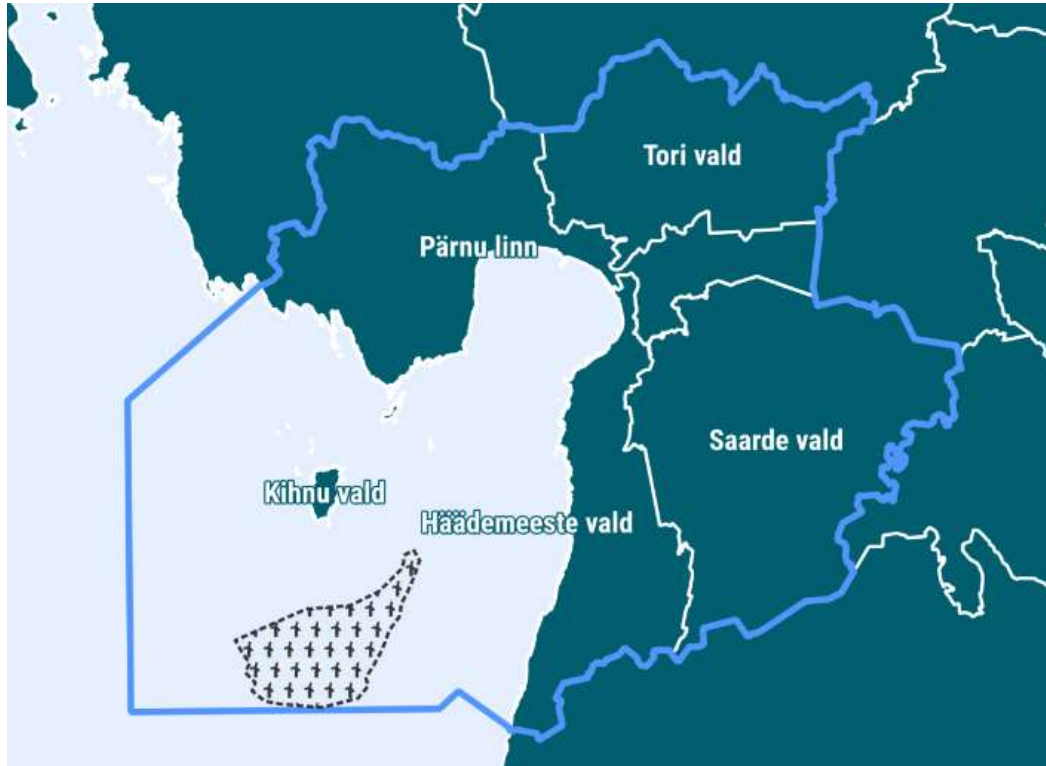 Tori vald
Pärnu linn
Saarde vald
Kihnu vald
Häädemeeste vald